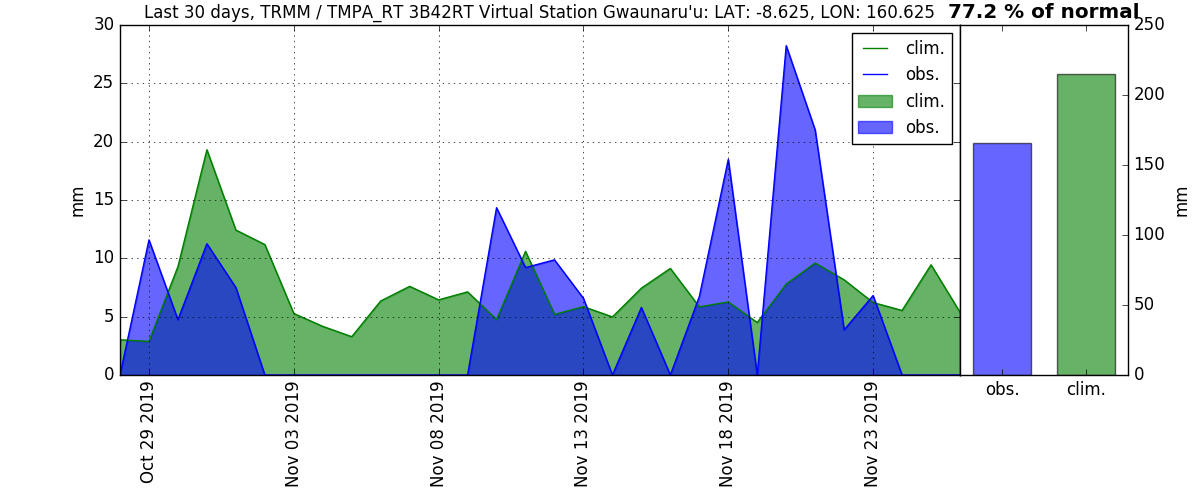 Last 30 days, TRMM / TMPA_RT 3B42RT Virtual Station Gwaunaru'u: LAT: -8.625, LON: 160.625 77.2 % of normal
30
25
20
15
10
5
0
mm
clim.
obs.
clim.
obs.
Oct 29 2019
Nov 03 2019
Nov 08 2019
Nov 13 2019
Nov 18 2019
Nov 23 2019
250
200
150
100
50
0
mm
obs. clim.